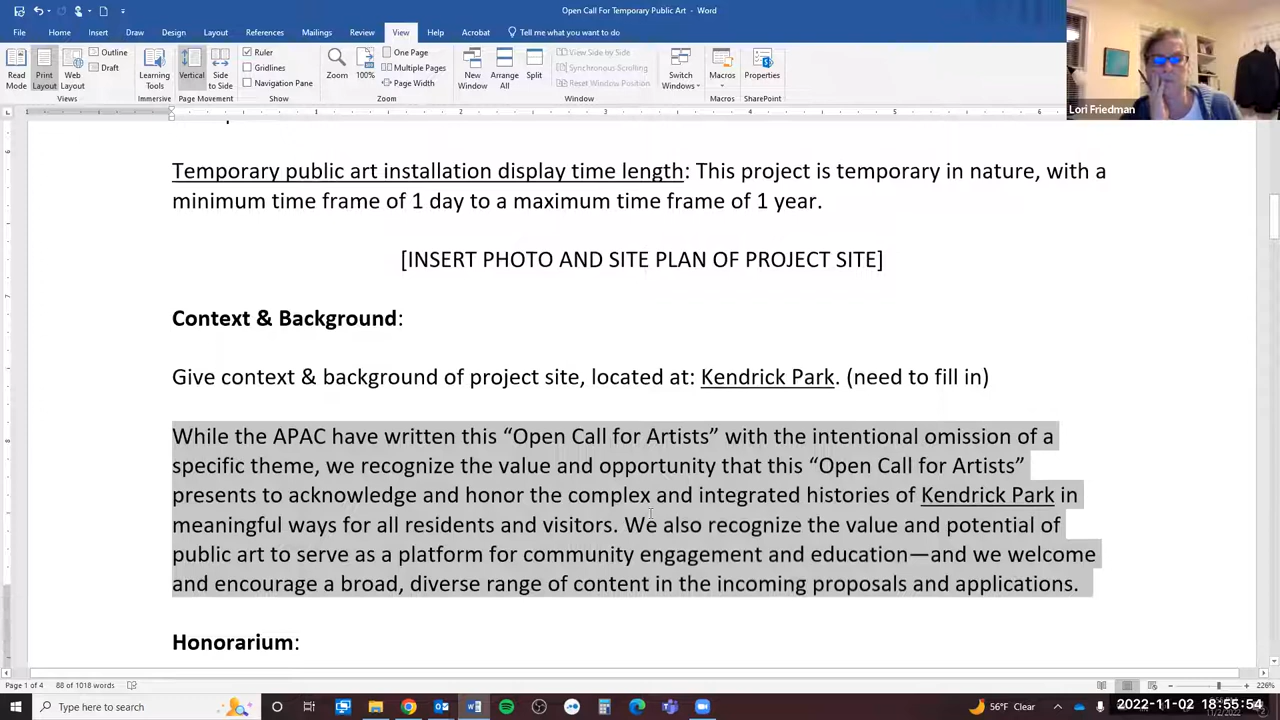 Open Call For Temporary Public Art - Word
File Home Insert Draw Design Layout References Mailings Review View Help Acrobat Tell me what you want to do
Read Mode
Print Layout
Web Layout
Outline
Draft
Views
Learning Tools
Immersive
Vertical
Side to Side
Page Movement
Ruler
Gridlines
Navigation Pane
Show
Zoom
100%
One Page
Multiple Pages
Page Width
Zoom
New Window
Arrange All
Split
View Side by Side
Synchronous Scrolling
Reset Window Position
Window
Switch Windows
Macros
Macros
Properties
SharePoint
Lori Friedman
Temporary public art installation display time length: This project is temporary in nature, with a
minimum time frame of 1 day to a maximum time frame of 1 year.
[INSERT PHOTO AND SITE PLAN OF PROJECT SITE]
Context & Background:
Give context & background of project site, located at: Kendrick Park. (need to fill in)
While the APAC have written this “Open Call for Artists” with the intentional omission of a
specific theme, we recognize the value and opportunity that this “Open Call for Artists”
presents to acknowledge and honor the complex and integrated histories of Kendrick Park in
meaningful ways for all residents and visitors. We also recognize the value and potential of
public art to serve as a platform for community engagement and education—and we welcome
and encourage a broad, diverse range of content in the incoming proposals and applications.
Honorarium:
Page 1 of 4 88 of 1018 words 226%
Type here to search
56°F Clear
2022-11-02 18:55:54